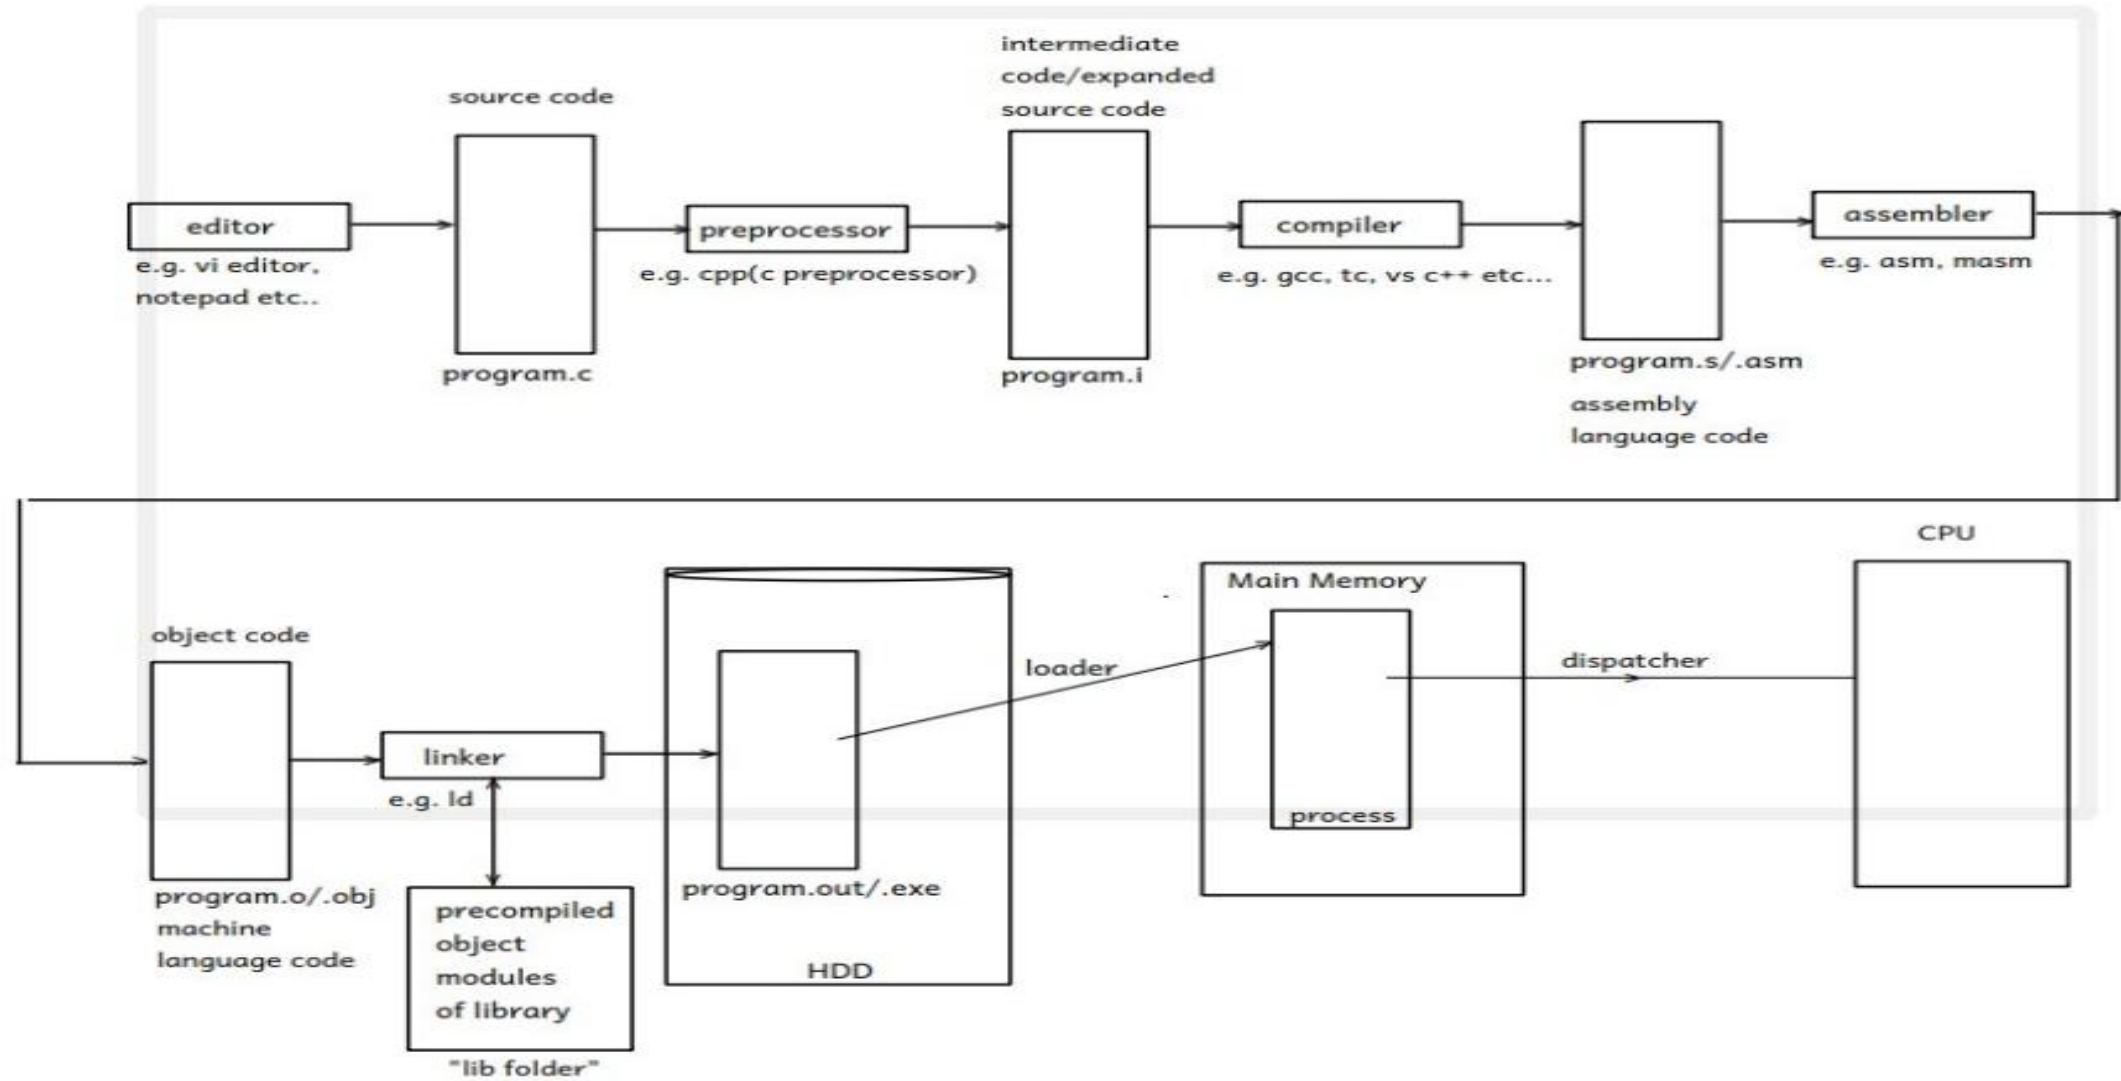 source code
intermediate
code/expanded
source code
editor
e.g. vi editor,
notepad etc..
program.c
preprocessor
e.g. cpp(c preprocessor)
program.i
compiler
e.g. gcc, tc, vs c++ etc...
program.s/.asm
assembly
language code
assembler
e.g. asm, masm
object code
program.o/.obj
machine
language code
linker
e.g. ld
precompiled
object
modules
of library
"lib folder"
program.out/.exe
HDD
loader
Main Memory
process
dispatcher
CPU